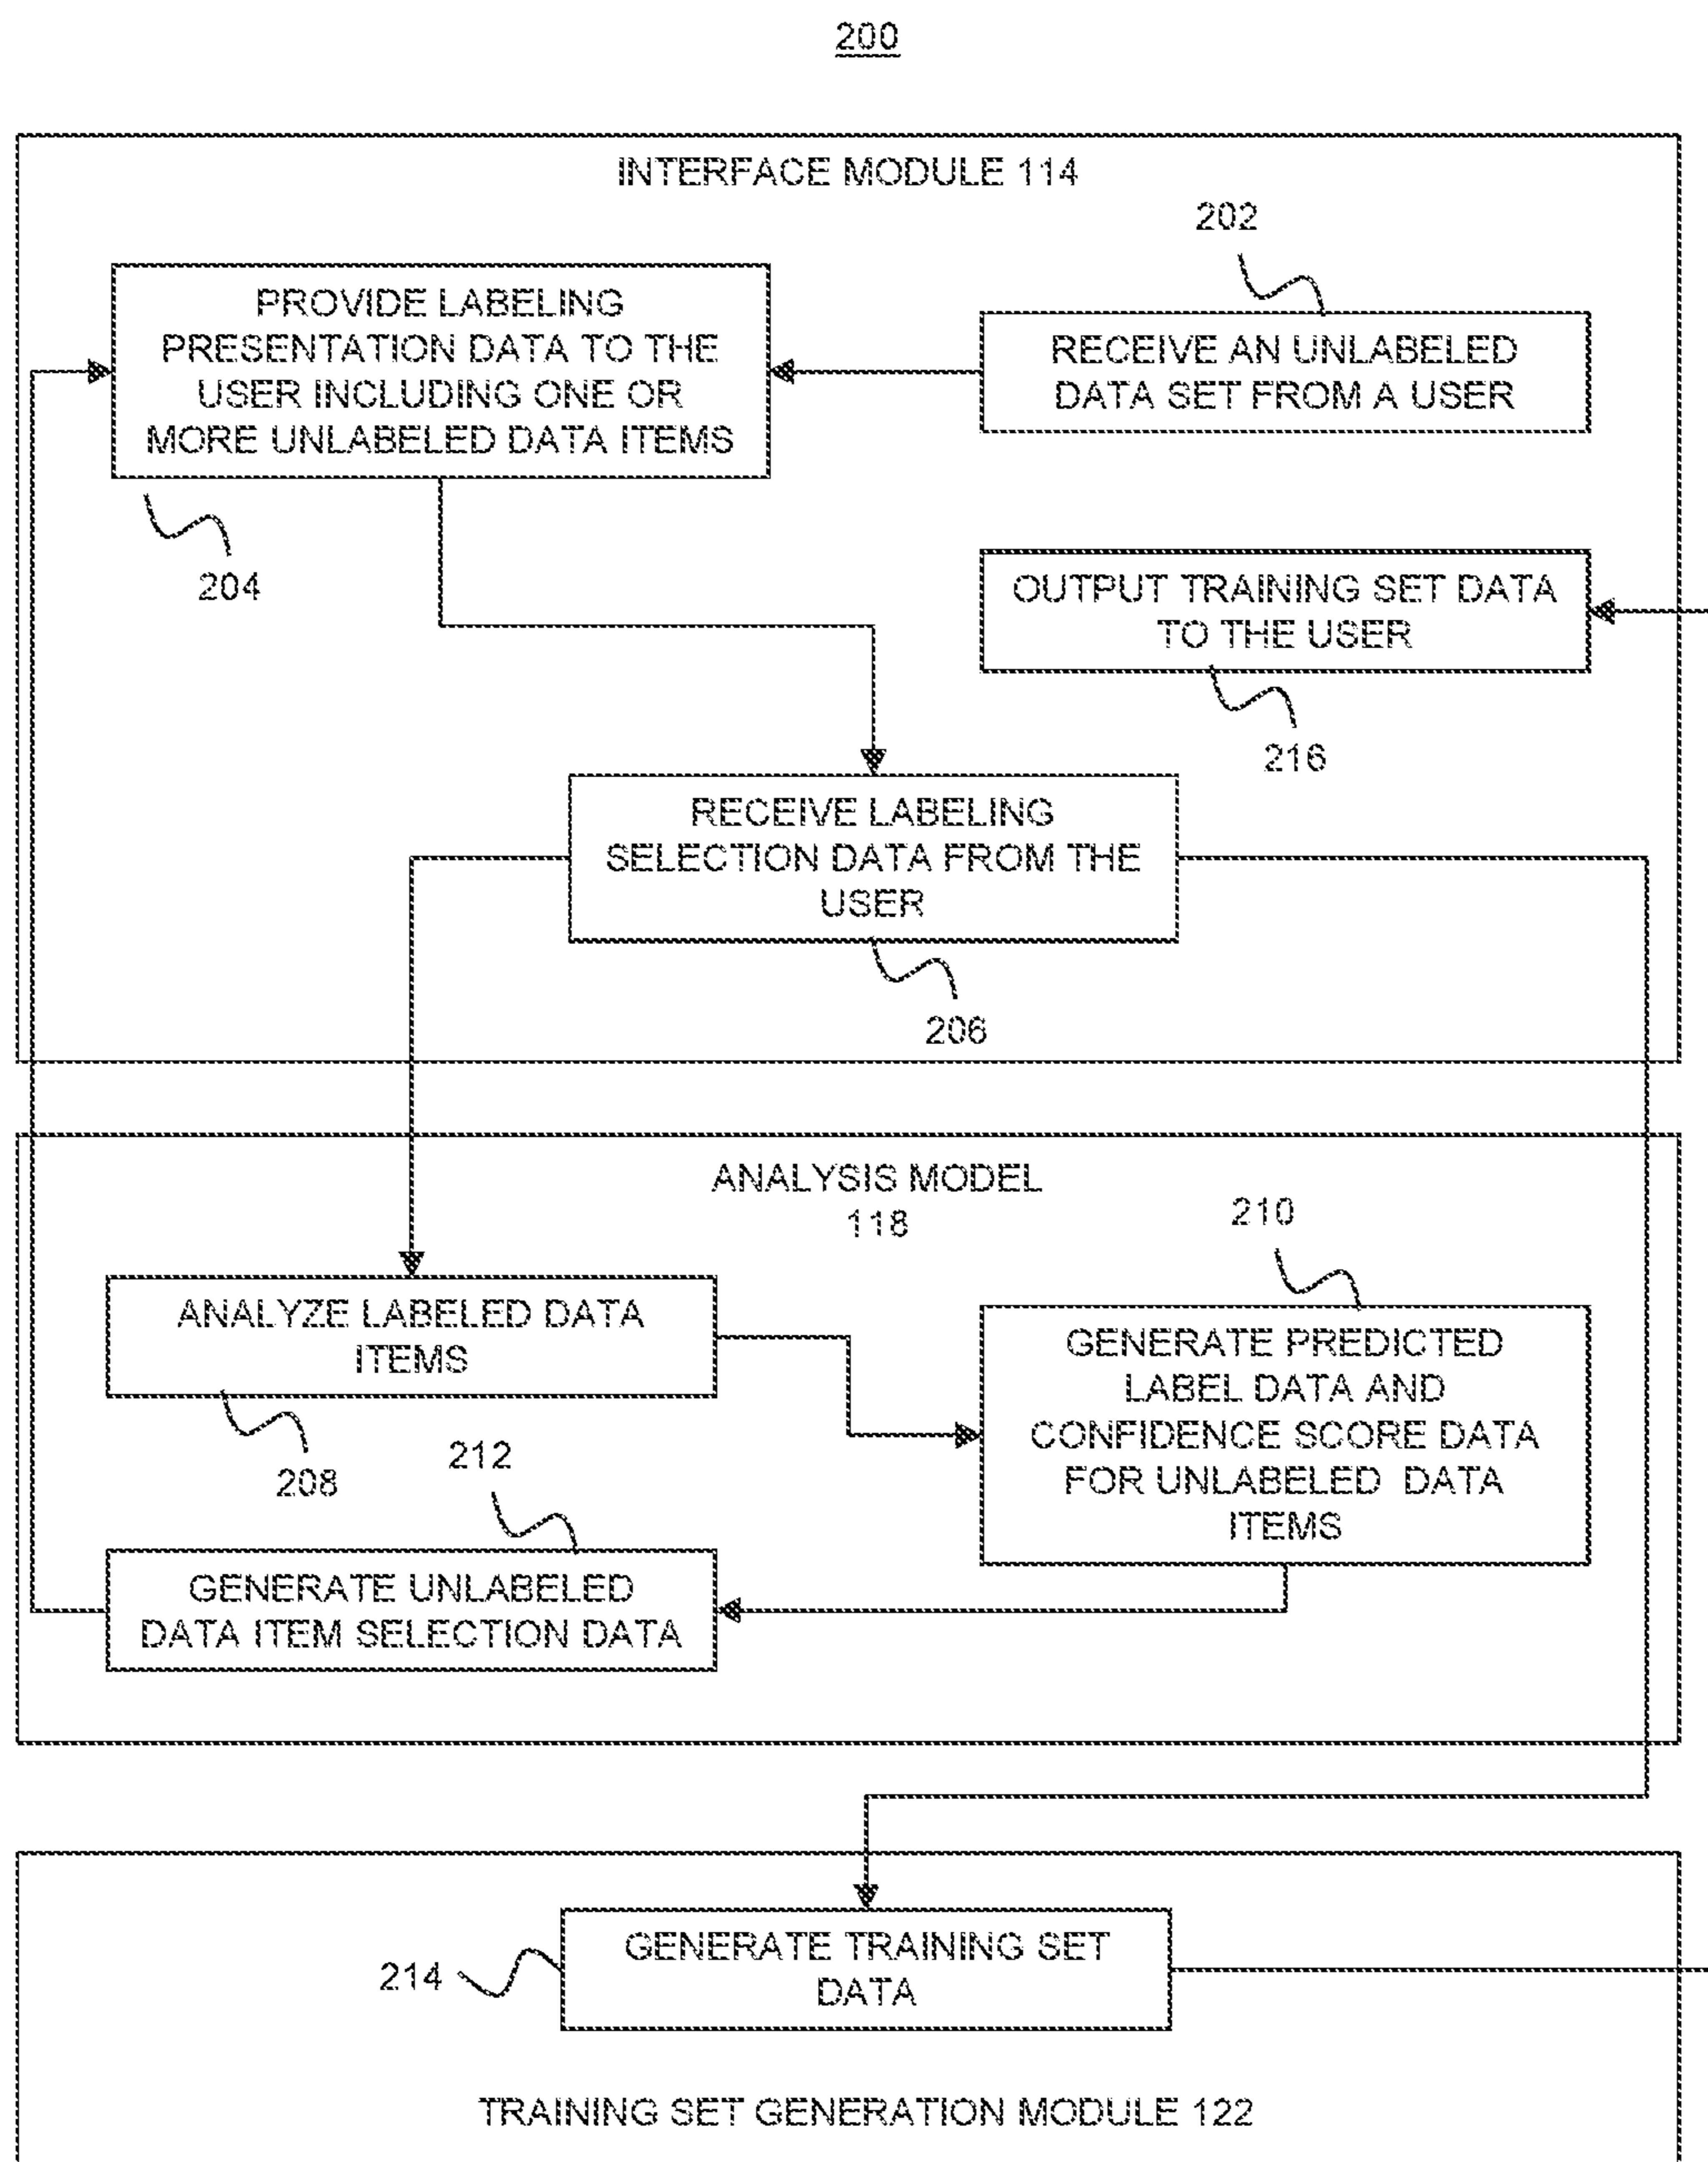 200
INTERFACE MODULE 114
202
PROVIDE LABELING
PRESENTATION DATA TO THE
USER INCLUDING ONE OR
MORE UNLABELED DATA ITEMS
RECEIVE AN UNLABELED
DATA SET FROM A USER
204
OUTPUT TRAINING SET DATA
TO THE USER
216
RECEIVE LABELING
SELECTION DATA FROM THE
USER
206
ANALYSIS MODEL
118
210
ANALYZE LABELED DATA
ITEMS
208
GENERATE PREDICTED
LABEL DATA AND
CONFIDENCE SCORE DATA
FOR UNLABELED DATA
ITEMS
212
GENERATE UNLABELED
DATA ITEM SELECTION DATA
GENERATE TRAINING SET
DATA
214
TRAINING SET GENERATION MODULE 122